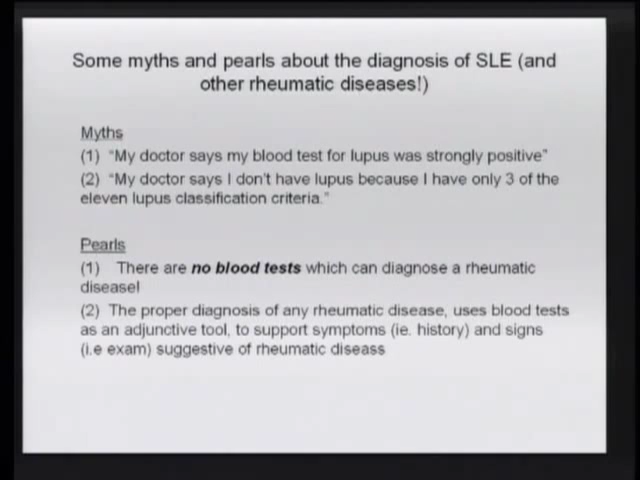 Some myths and pearls about the diagnosis of SLE (and
other rheumatic diseases!)
Myths
(1) "My doctor says my blood test for lupus was strongly positive"
(2) "My doctor says I don't have lupus because I have only 3 of the
eleven lupus classification criteria."
Pearls
(1) There are no blood tests which can diagnose a rheumatic
disease!
(2) The proper diagnosis of any rheumatic disease, uses blood tests
as an adjunctive tool, to support symptoms (ie. history) and signs
(i.e exam) suggestive of rheumatic diseass